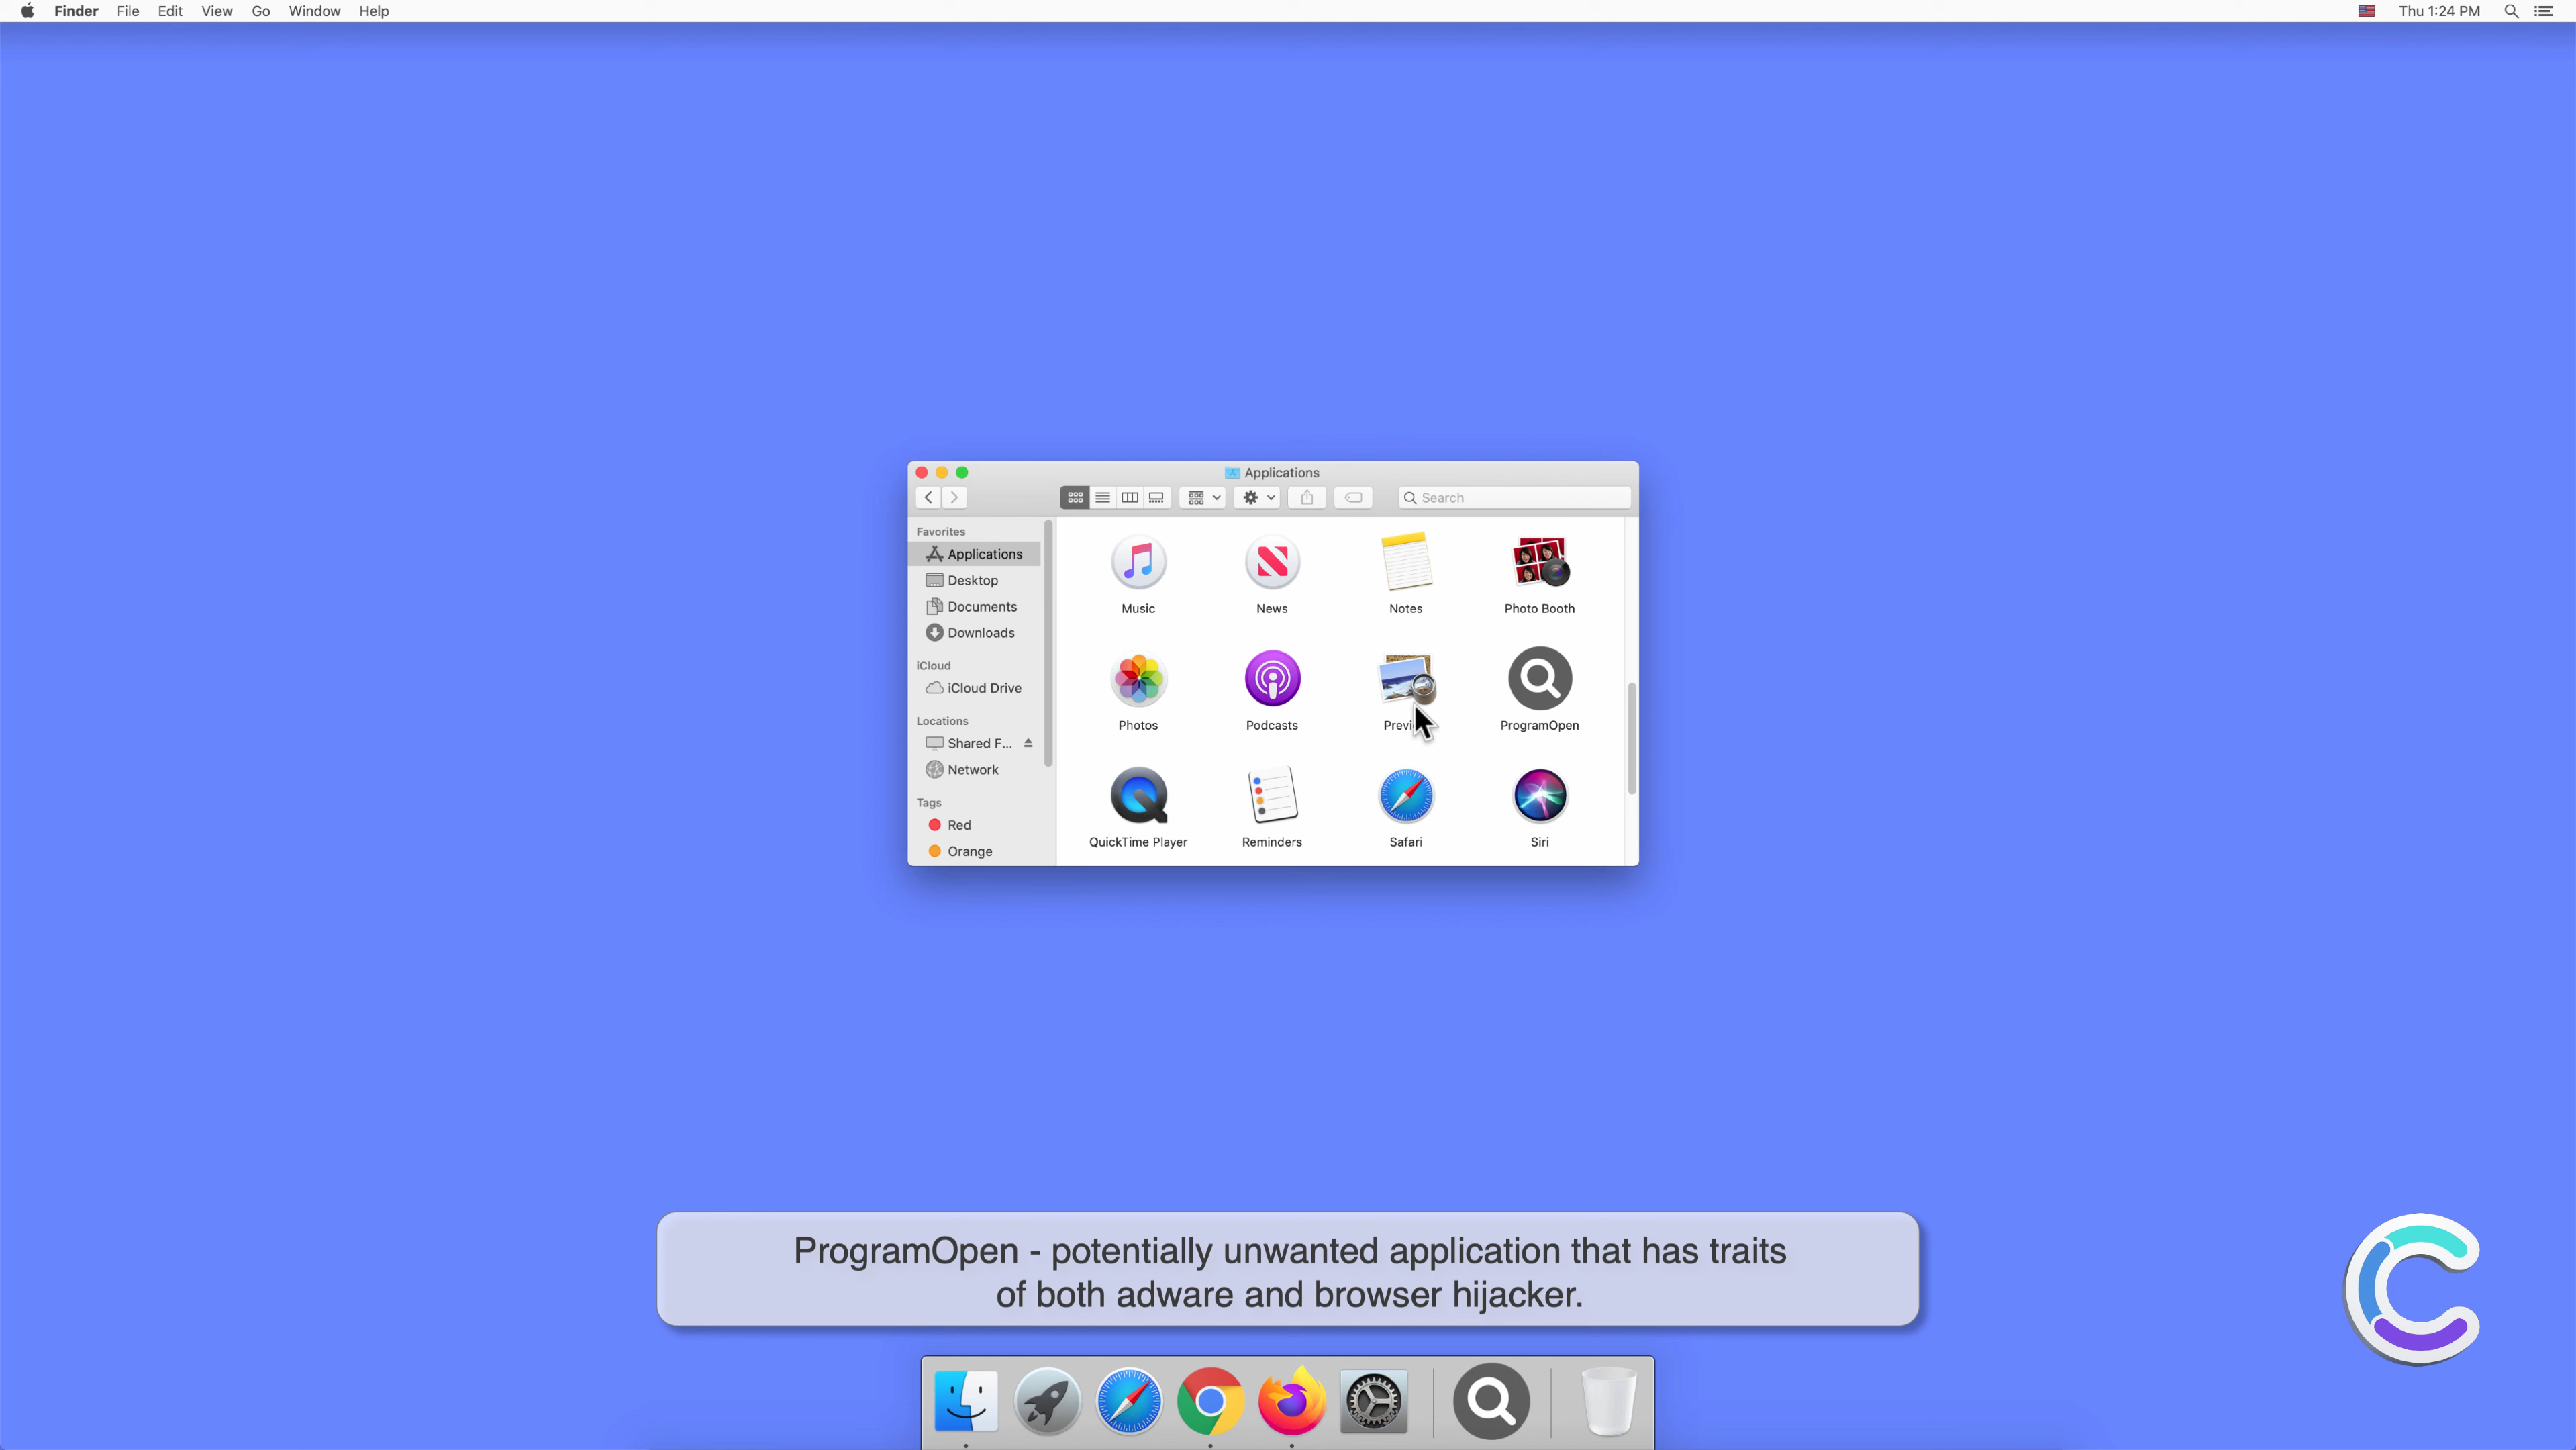 Finder File Edit View Go Window Help
Thu 1:24 PM
Applications
Search
Favorites
Applications
Desktop
Documents
Downloads
iCloud
iCloud Drive
Locations
Shared F...
Network
Tags
Red
Orange
Music News Notes Photo Booth
Photos Podcasts ProgramOpen
QuickTime Player Reminders Safari Siri
ProgramOpen - potentially unwanted application that has traits
of both adware and browser hijacker.